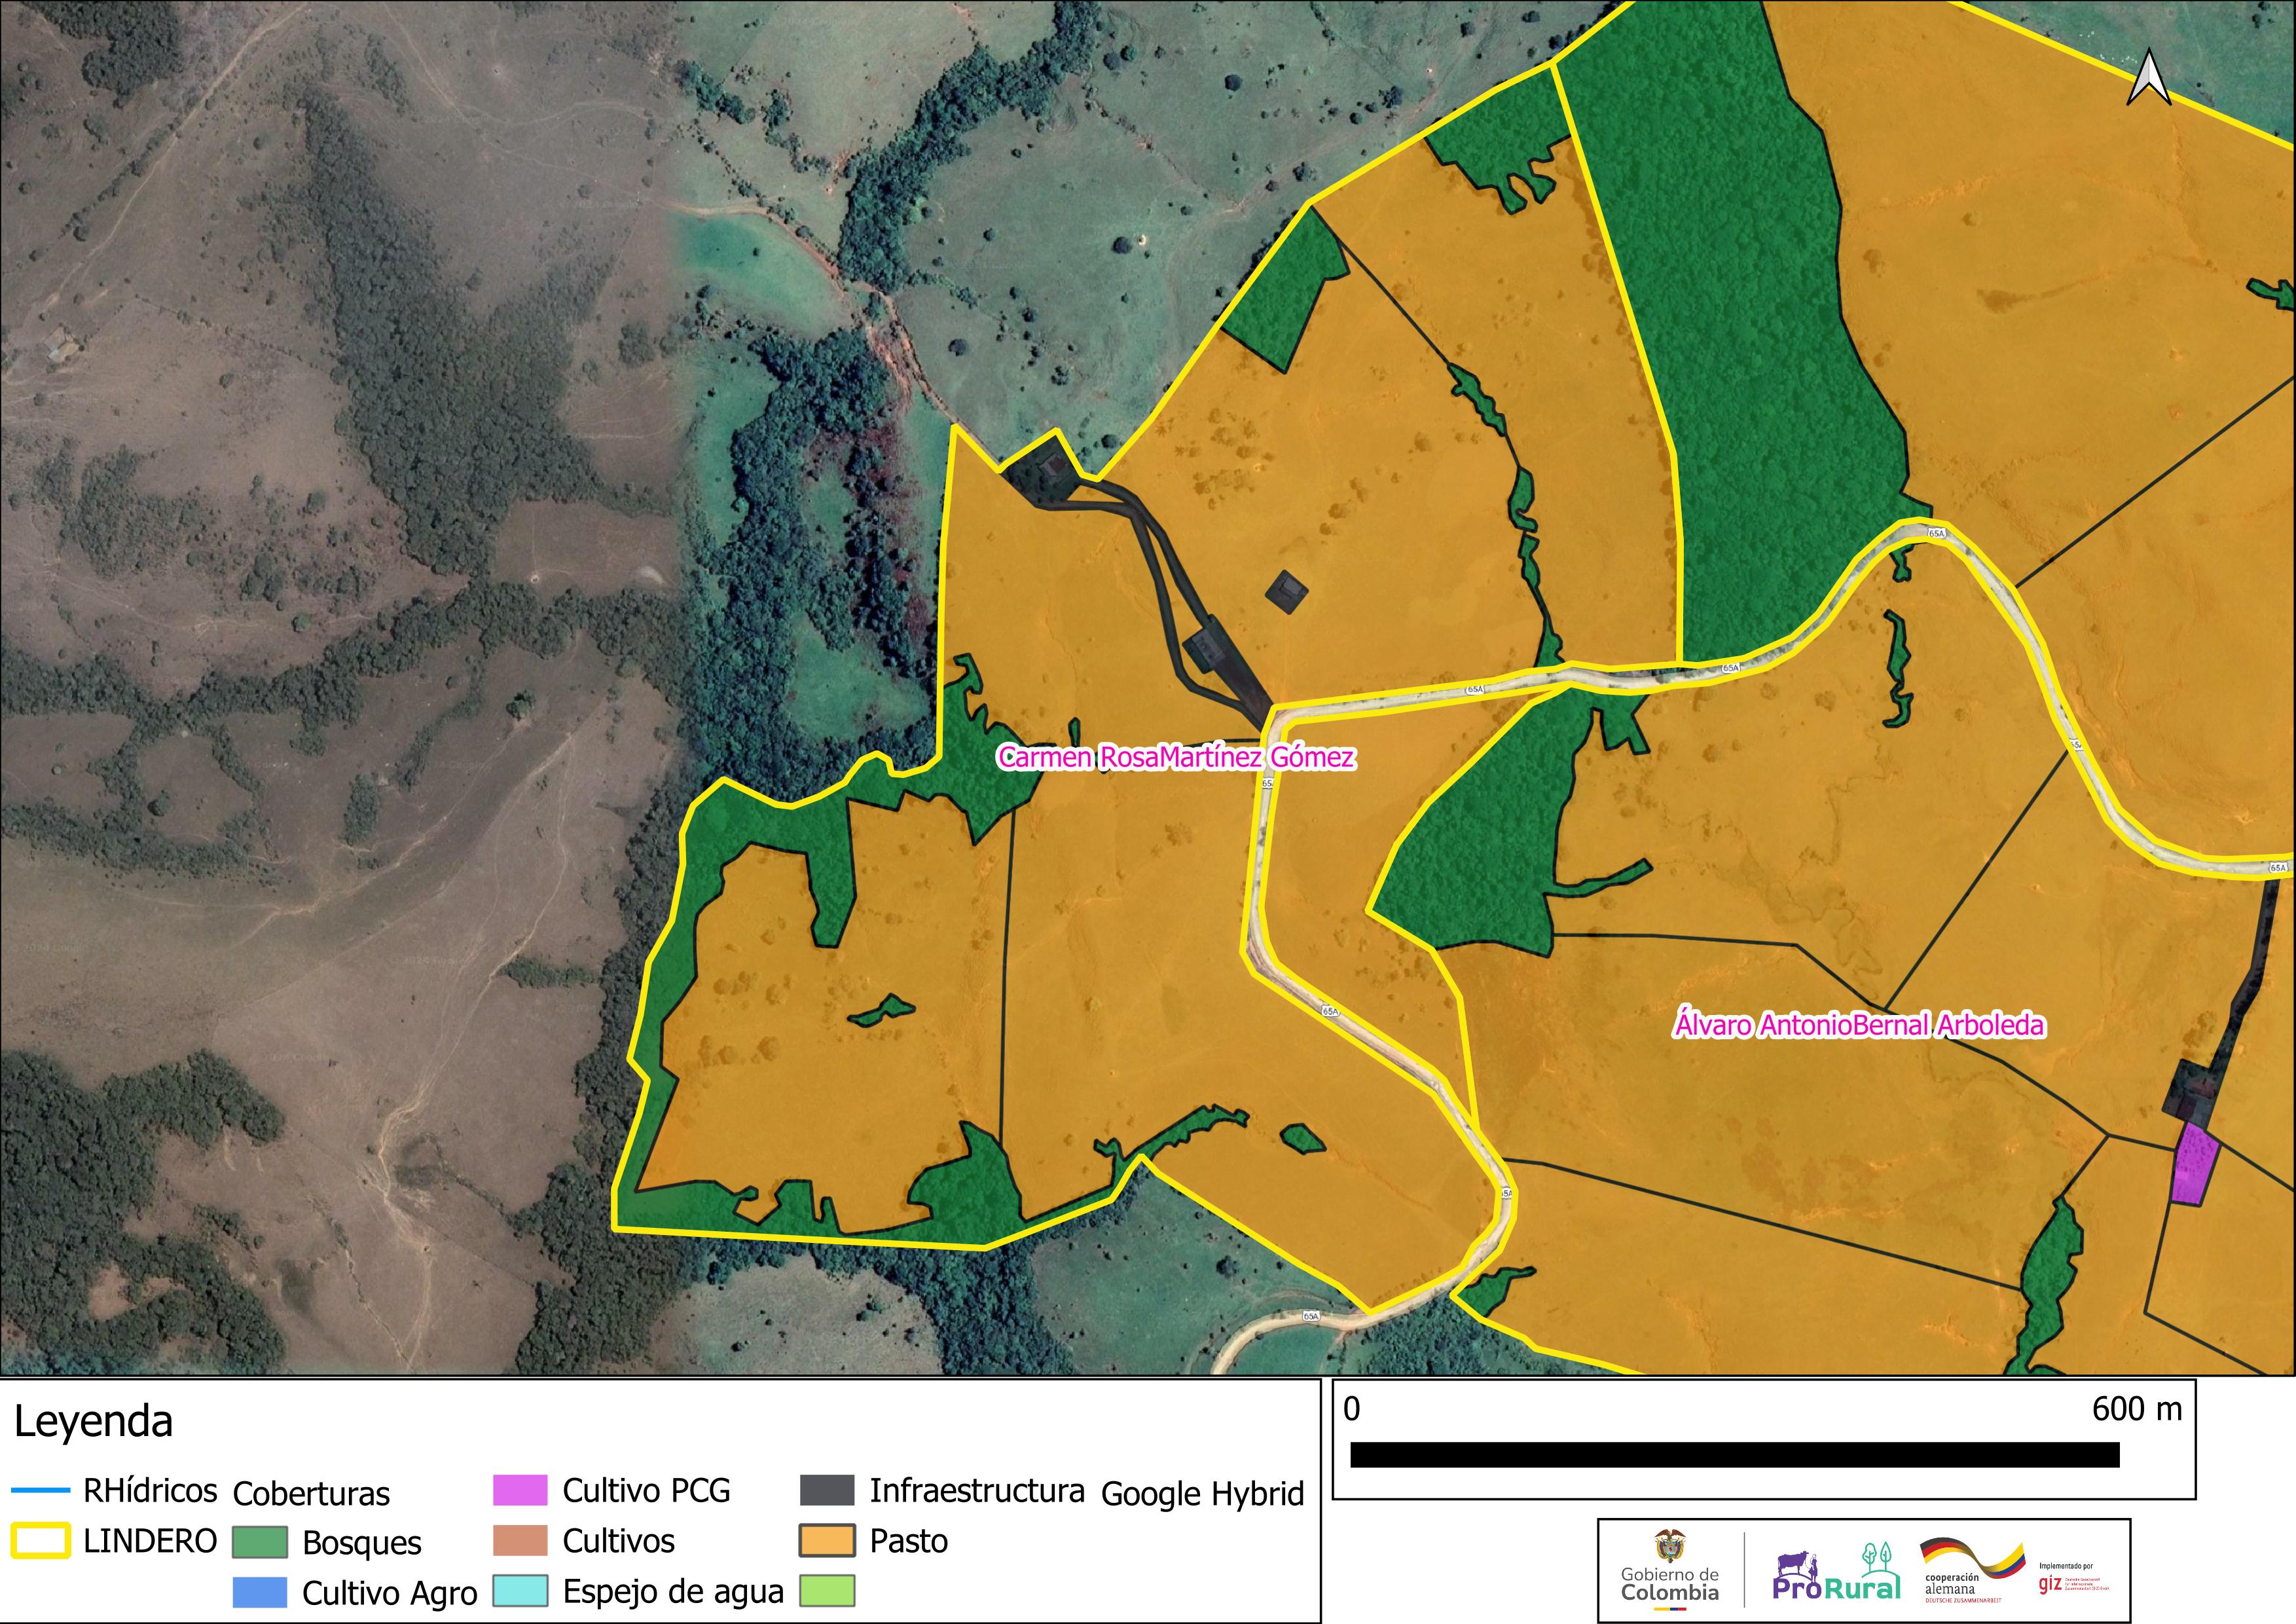 65A
65A
65A
65A
65A
Carmen RosaMartínez Gómez
65
65A
65A
Álvaro AntonioBernal Arboleda
5A
65A
Leyenda
0 600 m
RHídricos Coberturas Cultivo PCG Infraestructura Google Hybrid
LINDERO Bosques Cultivos Pasto
Cultivo Agro Espejo de agua
Gobierno de
Colombia
ProRural
cooperación
alemana
DEUTSCHE ZUSAMMENARBEIT
Implementado por
giz